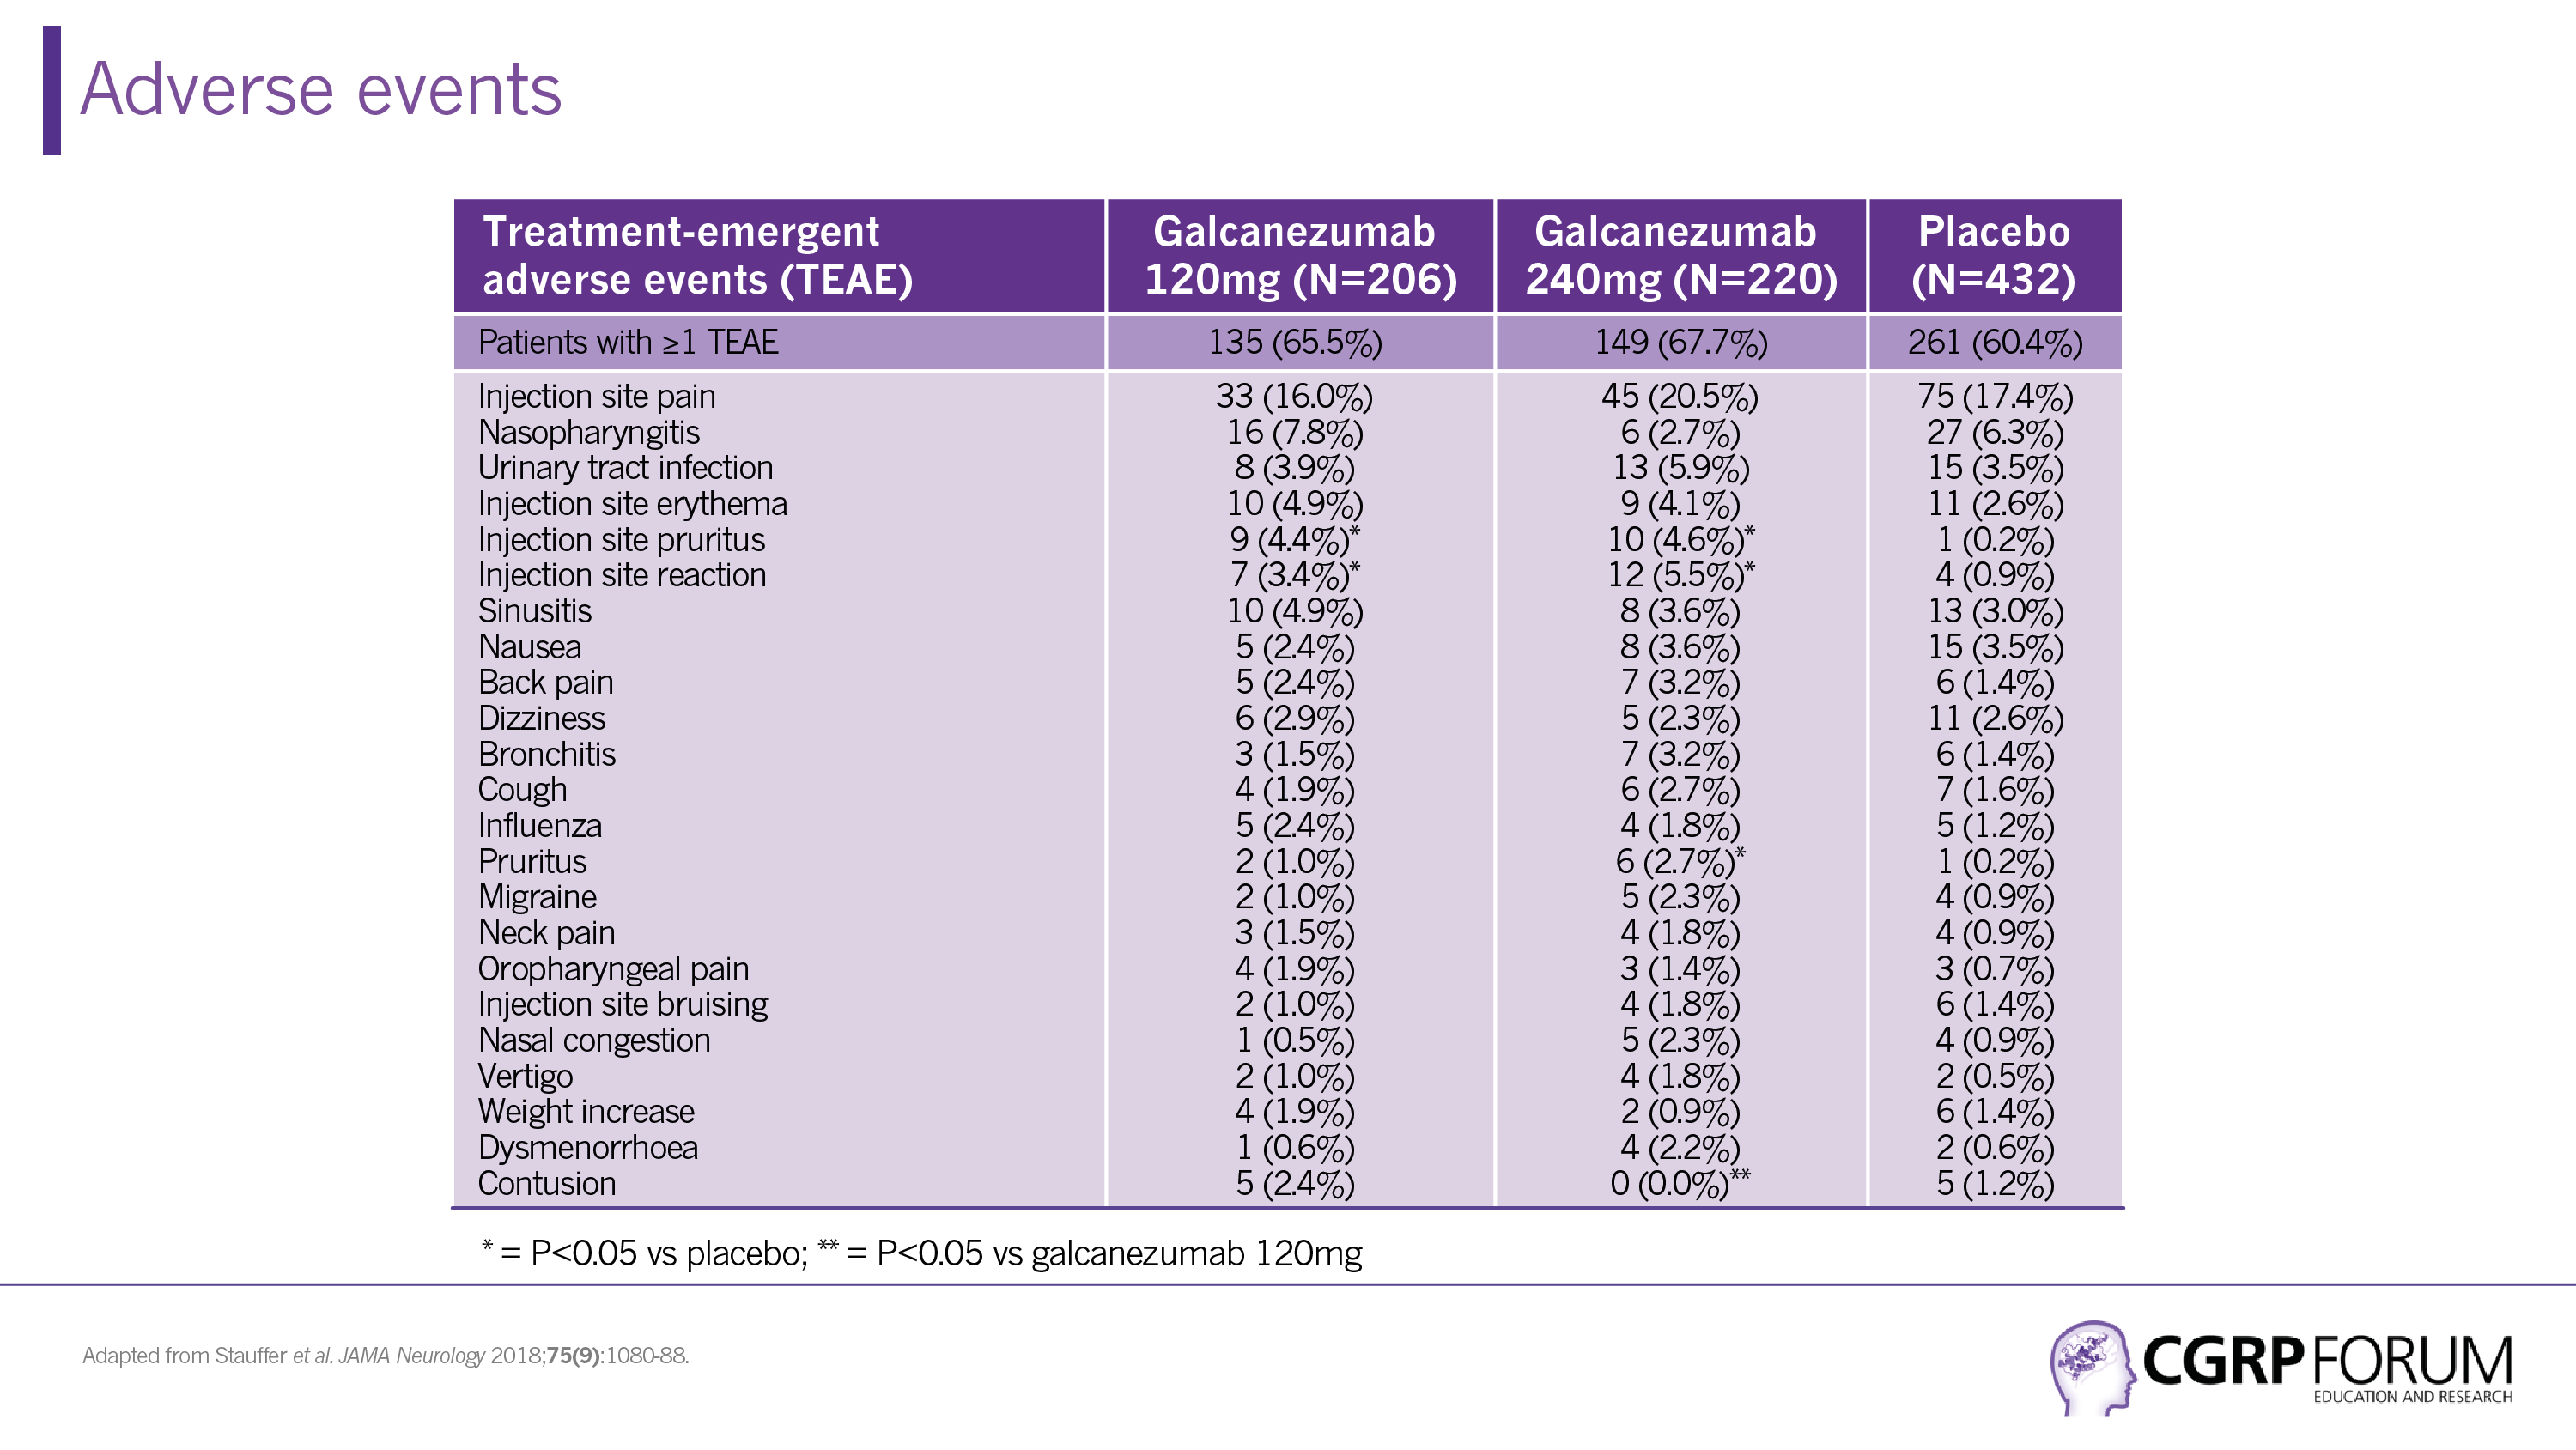 Adverse events
Treatment-emergent adverse events (TEAE) Galcanezumab 120mg (N=206) Galcanezumab 240mg (N=220) Placebo (N=432)
Patients with ≥1 TEAE 135 (65.5%) 149 (67.7%) 261 (60.4%)
Injection site pain 33 (16.0%) 45 (20.5%) 75 (17.4%)
Nasopharyngitis 16 (7.8%) 6 (2.7%) 27 (6.3%)
Urinary tract infection 8 (3.9%) 13 (5.9%) 15 (3.5%)
Injection site erythema 10 (4.9%) 9 (4.1%) 11 (2.6%)
Injection site pruritus 9 (4.4%)* 10 (4.6%)* 1 (0.2%)
Injection site reaction 7 (3.4%)* 12 (5.5%)* 4 (0.9%)
Sinusitis 10 (4.9%) 8 (3.6%) 13 (3.0%)
Nausea 5 (2.4%) 8 (3.6%) 15 (3.5%)
Back pain 5 (2.4%) 7 (3.2%) 6 (1.4%)
Dizziness 6 (2.9%) 5 (2.3%) 11 (2.6%)
Bronchitis 3 (1.5%) 7 (3.2%) 6 (1.4%)
Cough 4 (1.9%) 6 (2.7%) 7 (1.6%)
Influenza 5 (2.4%) 4 (1.8%) 5 (1.2%)
Pruritus 2 (1.0%) 6 (2.7%)* 1 (0.2%)
Migraine 2 (1.0%) 5 (2.3%) 4 (0.9%)
Neck pain 3 (1.5%) 4 (1.8%) 4 (0.9%)
Oropharyngeal pain 4 (1.9%) 3 (1.4%) 3 (0.7%)
Injection site bruising 2 (1.0%) 4 (1.8%) 6 (1.4%)
Nasal congestion 1 (0.5%) 5 (2.3%) 4 (0.9%)
Vertigo 2 (1.0%) 4 (1.8%) 2 (0.5%)
Weight increase 4 (1.9%) 2 (0.9%) 6 (1.4%)
Dysmenorrhoea 1 (0.6%) 4 (2.2%) 2 (0.6%)
Contusion 5 (2.4%) 0 (0.0%)** 5 (1.2%)
* = P<0.05 vs placebo; ** = P<0.05 vs galcanezumab 120mg
Adapted from Stauffer et al. JAMA Neurology 2018;75(9):1080-88.
CGRP FORUM
EDUCATION AND RESEARCH